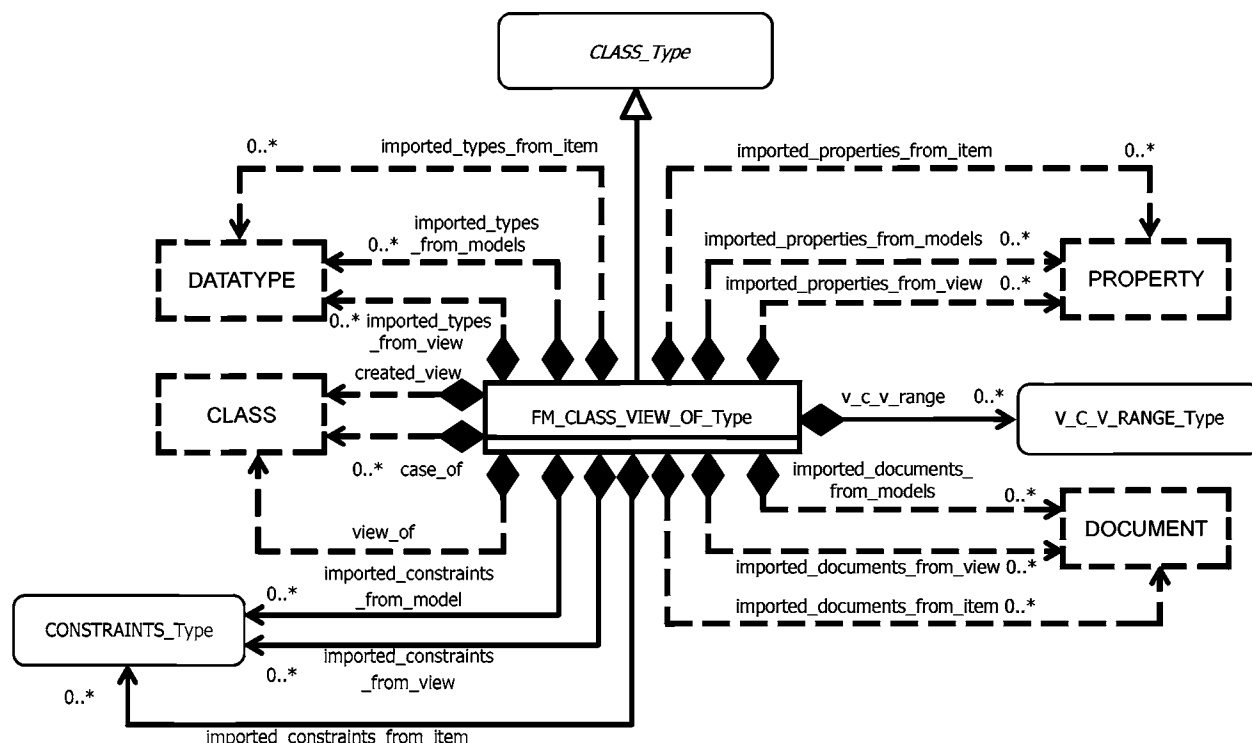 CLASS_Type
0..*
imported_types_from_item
imported_properties_from_item
0..*
imported_types
0..*
_from_models
imported_properties_from_models
0..*
DATATYPE
PROPERTY
imported_properties_from_view
0..*
0..*
imported_types
_from_view
created_view
CLASS
FM_CLASS_VIEW_OF_Type
v_c_v_range
0..*
V_C_V_RANGE_Type
0..*
case_of
imported_documents_
_from_models
0..*
DOCUMENT
view_of
imported_documents_from_view 0..*
imported_constraints
_from_model
0..*
imported_documents_from_item 0..*
CONSTRAINTS_Type
imported_constraints
_from_view
0..*
0..*
imported_constraints_from_item